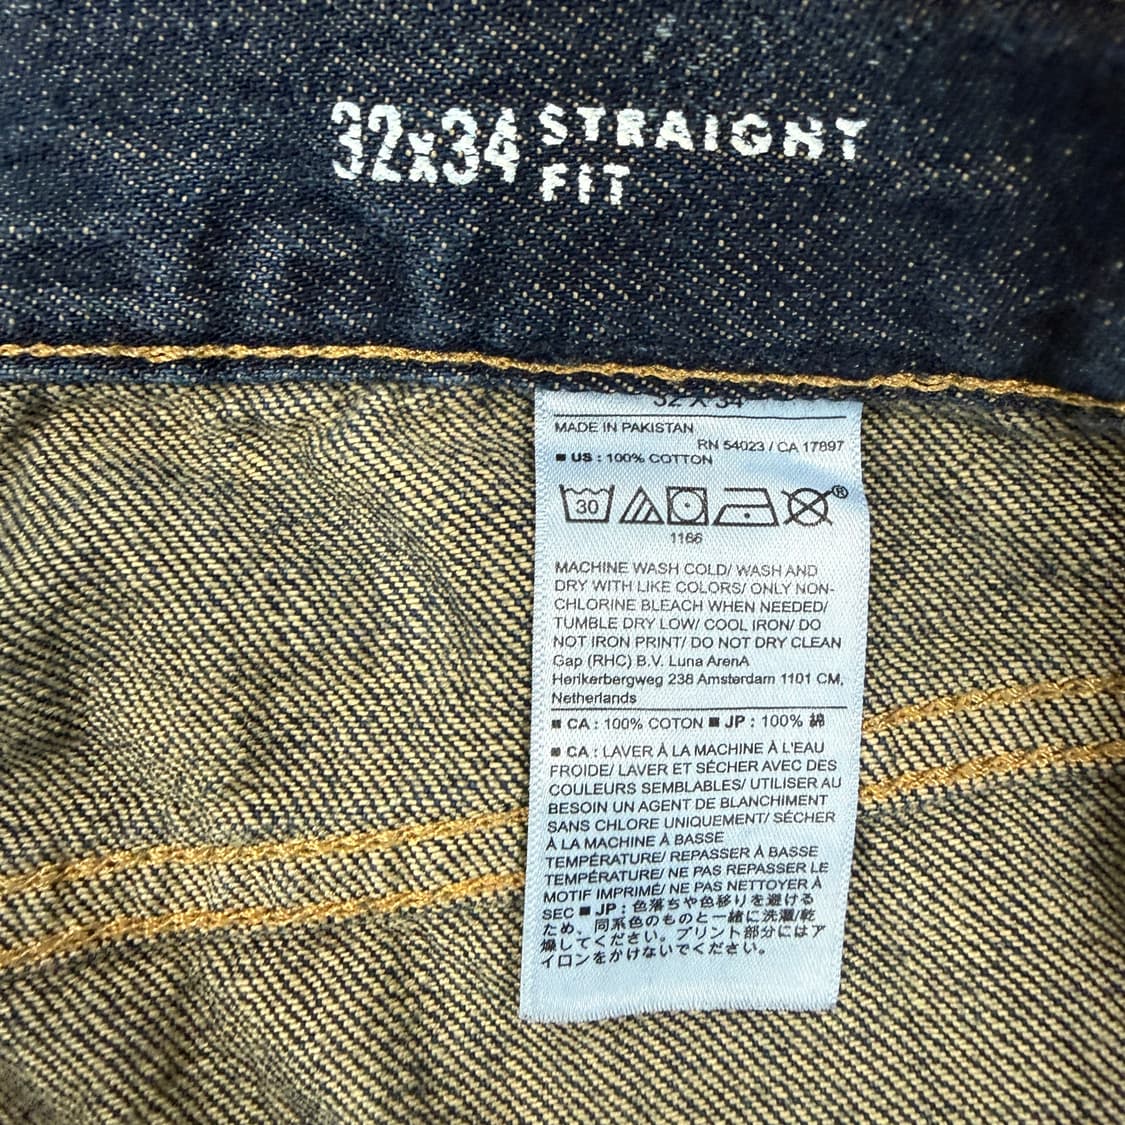 32x34 STRAIGHT
FIT
32 X 34
MADE IN PAKISTAN
RN 54023 / CA 17897
■ US : 100% COTTON
30
®
1166
MACHINE WASH COLD/ WASH AND
DRY WITH LIKE COLORS/ ONLY NON-
CHLORINE BLEACH WHEN NEEDED/
TUMBLE DRY LOW/ COOL IRON/ DO
NOT IRON PRINT/ DO NOT DRY CLEAN
Gap (RHC) B.V. Luna ArenA
Herikerbergweg 238 Amsterdam 1101 CM,
Netherlands
■ CA : 100% COTON ■ JP : 100% 綿
■ CA : LAVER À LA MACHINE À L'EAU
FROIDE/ LAVER ET SÉCHER AVEC DES
COULEURS SEMBLABLES/ UTILISER AU
BESOIN UN AGENT DE BLANCHIMENT
SANS CHLORE UNIQUEMENT/ SÉCHER
À LA MACHINE À BASSE
TEMPÉRATURE/ REPASSER À BASSE
TEMPÉRATURE/ NE PAS REPASSER LE
MOTIF IMPRIMÉ/ NE PAS NETTOYER À
SEC ■ JP : 色落ちや色移りを避ける
ため、同系色のものと一緒に洗濯/乾
燥してください。プリント部分にはア
イロンをかけないでください。